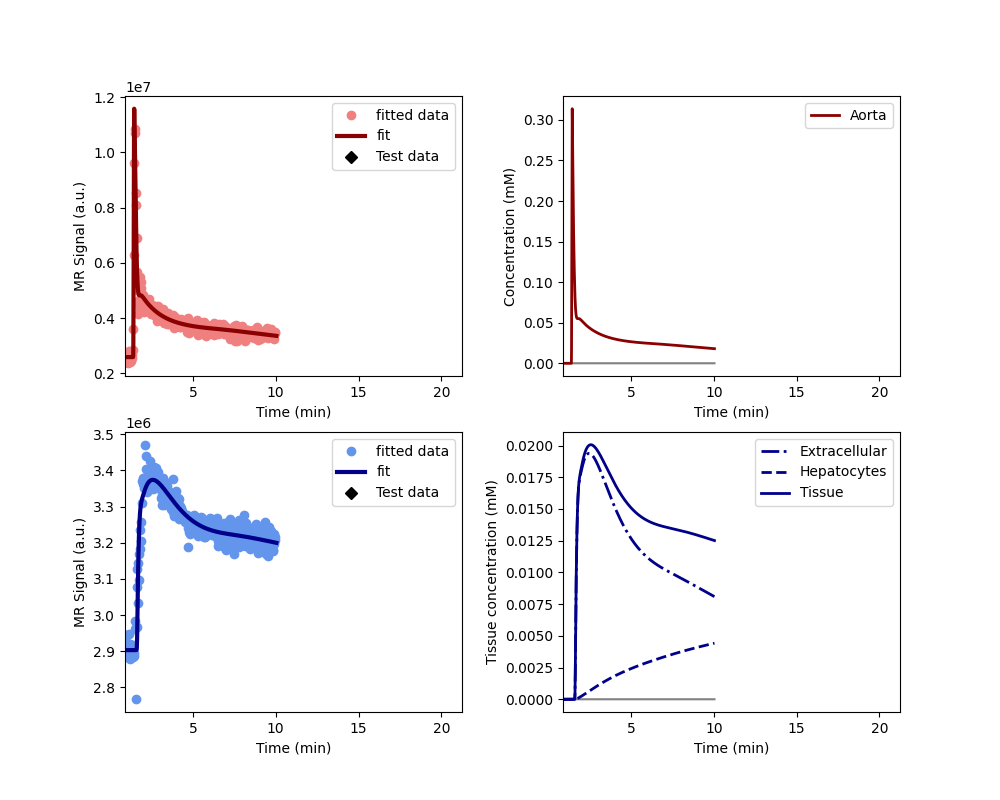 1e7
1.2
1.0
0.8
0.6
0.4
0.2
MR Signal (a.u.)
5
10
15
20
Time (min)
fitted data
fit
Test data
0.30
0.25
0.20
0.15
0.10
0.05
0.00
Concentration (mM)
5
10
15
20
Time (min)
Aorta
1e6
3.5
3.4
3.3
3.2
3.1
3.0
2.9
2.8
MR Signal (a.u.)
5
10
15
20
Time (min)
fitted data
fit
Test data
0.0200
0.0175
0.0150
0.0125
0.0100
0.0075
0.0050
0.0025
0.0000
Tissue concentration (mM)
5
10
15
20
Time (min)
Extracellular
Hepatocytes
Tissue